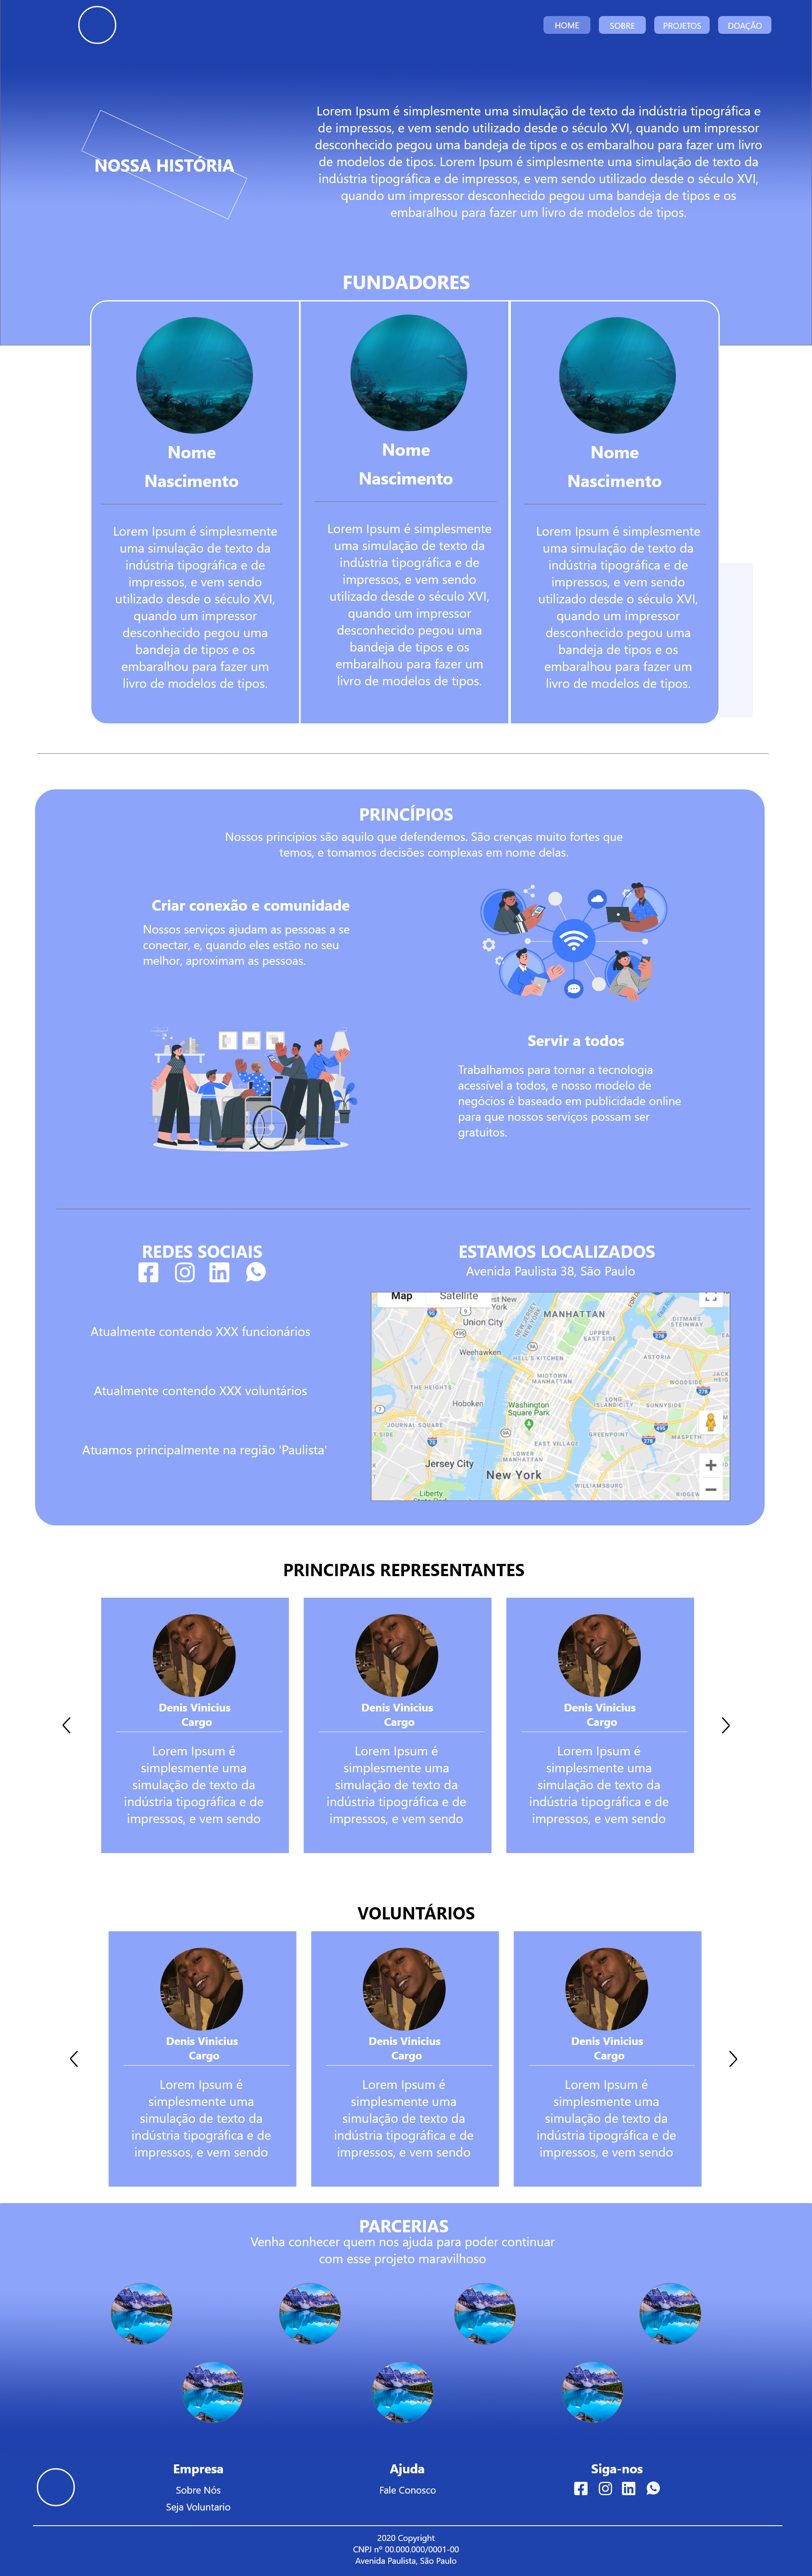 HOME
SOBRE
PROJETOS
DOAÇÃO
NOSSA HISTÓRIA
Lorem Ipsum é simplesmente uma simulação de texto da indústria tipográfica e
de impressos, e vem sendo utilizado desde o século XVI, quando um impressor
desconhecido pegou uma bandeja de tipos e os embaralhou para fazer um livro
de modelos de tipos. Lorem Ipsum é simplesmente uma simulação de texto da
indústria tipográfica e de impressos, e vem sendo utilizado desde o século XVI,
quando um impressor desconhecido pegou uma bandeja de tipos e os
embaralhou para fazer um livro de modelos de tipos.
FUNDADORES
Nome
Nascimento
Lorem Ipsum é simplesmente
uma simulação de texto da
indústria tipográfica e de
impressos, e vem sendo
utilizado desde o século XVI,
quando um impressor
desconhecido pegou uma
bandeja de tipos e os
embaralhou para fazer um
livro de modelos de tipos.
Nome
Nascimento
Lorem Ipsum é simplesmente
uma simulação de texto da
indústria tipográfica e de
impressos, e vem sendo
utilizado desde o século XVI,
quando um impressor
desconhecido pegou uma
bandeja de tipos e os
embaralhou para fazer um
livro de modelos de tipos.
Nome
Nascimento
Lorem Ipsum é simplesmente
uma simulação de texto da
indústria tipográfica e de
impressos, e vem sendo
utilizado desde o século XVI,
quando um impressor
desconhecido pegou uma
bandeja de tipos e os
embaralhou para fazer um
livro de modelos de tipos.
PRINCÍPIOS
Nossos princípios são aquilo que defendemos. São crenças muito fortes que
temos, e tomamos decisões complexas em nome delas.
Criar conexão e comunidade
Nossos serviços ajudam as pessoas a se
conectar, e, quando eles estão no seu
melhor, aproximam as pessoas.
Servir a todos
Trabalhamos para tornar a tecnologia
acessível a todos, e nosso modelo de
negócios é baseado em publicidade online
para que nossos serviços possam ser
gratuitos.
REDES SOCIAIS
Atualmente contendo XXX funcionários
Atualmente contendo XXX voluntários
Atuamos principalmente na região 'Paulista'
ESTAMOS LOCALIZADOS
Avenida Paulista 38, São Paulo
Map
Satellite
est New
York
MANHATTAN
Union City
NEW JERSEY
NEW YORK
UPPER
EAST SIDE
DITMARS
STEINWAY
95
9
495
278
Weehawken
9A
HELL'S KITCHEN
ASTORIA
MIDTOWN
MANHATTAN
JACK
HEIG
THE HEIGHTS
WOODSIDE
278
Hoboken
Washington
Square Park
LONG
ISLAND CITY
SUNNYSIDE
7
JOURNAL SQUARE
T SIDE
495
9A
GREENPOINT
278
MASPETH
78
EAST VILLAGE
LOWER
MANHATTAN
Jersey City
New York
WILLIAMSBURG
RIDGEW
Liberty
PRINCIPAIS REPRESENTANTES
Denis Vinicius
Cargo
Lorem Ipsum é
simplesmente uma
simulação de texto da
indústria tipográfica e de
impressos, e vem sendo
Denis Vinicius
Cargo
Lorem Ipsum é
simplesmente uma
simulação de texto da
indústria tipográfica e de
impressos, e vem sendo
Denis Vinicius
Cargo
Lorem Ipsum é
simplesmente uma
simulação de texto da
indústria tipográfica e de
impressos, e vem sendo
VOLUNTÁRIOS
Denis Vinicius
Cargo
Lorem Ipsum é
simplesmente uma
simulação de texto da
indústria tipográfica e de
impressos, e vem sendo
Denis Vinicius
Cargo
Lorem Ipsum é
simplesmente uma
simulação de texto da
indústria tipográfica e de
impressos, e vem sendo
Denis Vinicius
Cargo
Lorem Ipsum é
simplesmente uma
simulação de texto da
indústria tipográfica e de
impressos, e vem sendo
PARCERIAS
Venha conhecer quem nos ajuda para poder continuar
com esse projeto maravilhoso
Empresa
Sobre Nós
Seja Voluntario
Ajuda
Fale Conosco
Siga-nos
2020 Copyright
CNPJ nº 00.000.000/0001-00
Avenida Paulista, São Paulo